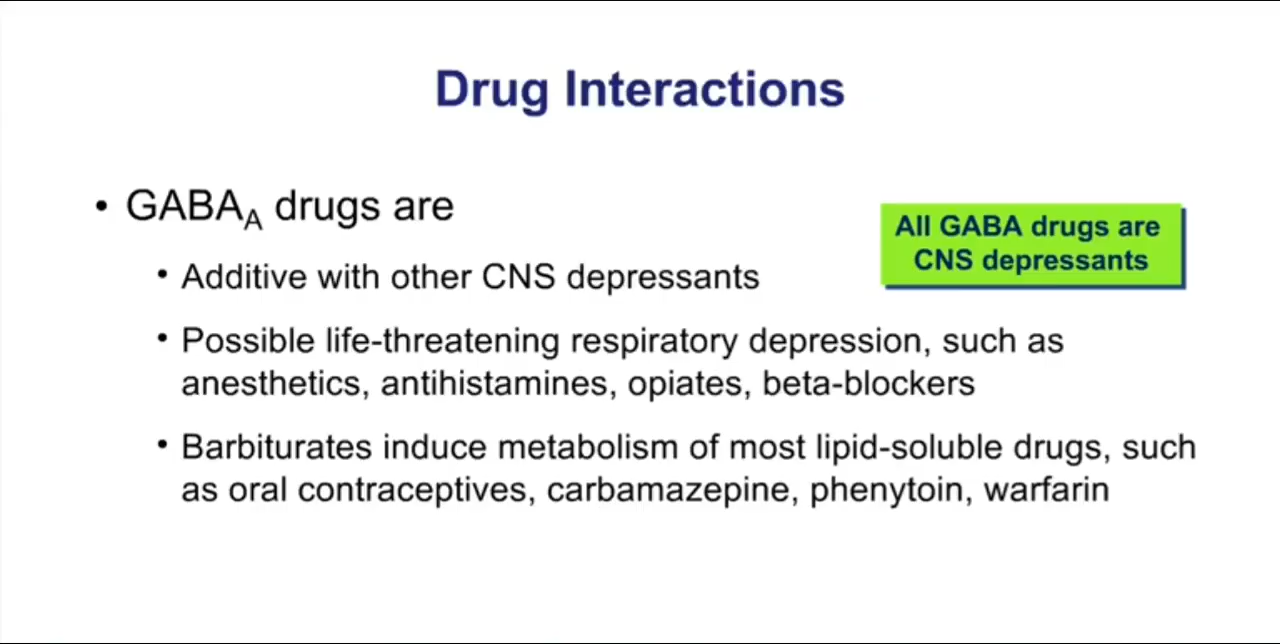 Drug Interactions
• GABAA drugs are
All GABA drugs are
CNS depressants
• Additive with other CNS depressants
• Possible life-threatening respiratory depression, such as
anesthetics, antihistamines, opiates, beta-blockers
• Barbiturates induce metabolism of most lipid-soluble drugs, such
as oral contraceptives, carbamazepine, phenytoin, warfarin